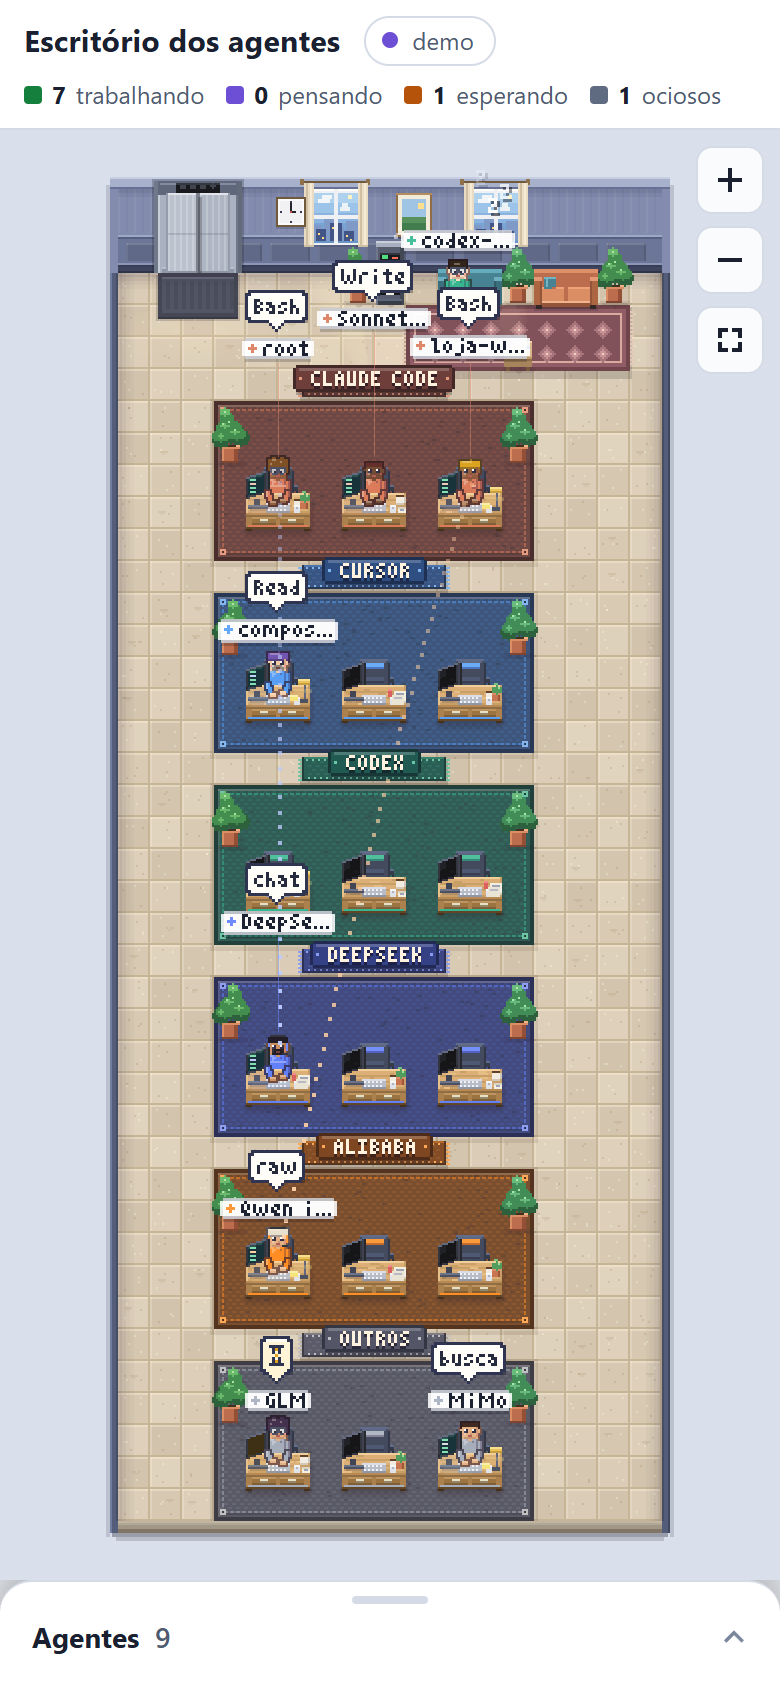 Escritório dos agentes
demo
7 trabalhando
0 pensando
1 esperando
1 ociosos
codex-...
Write
Bash
Bash
Sonnet...
root
loja-w...
CLAUDE CODE
CURSOR
Read
compos...
CODEX
chat
DeepSe...
DEEPSEEK
ALIBABA
raw
Qwen i...
OUTROS
busca
GLM
MiMo
Agentes 9